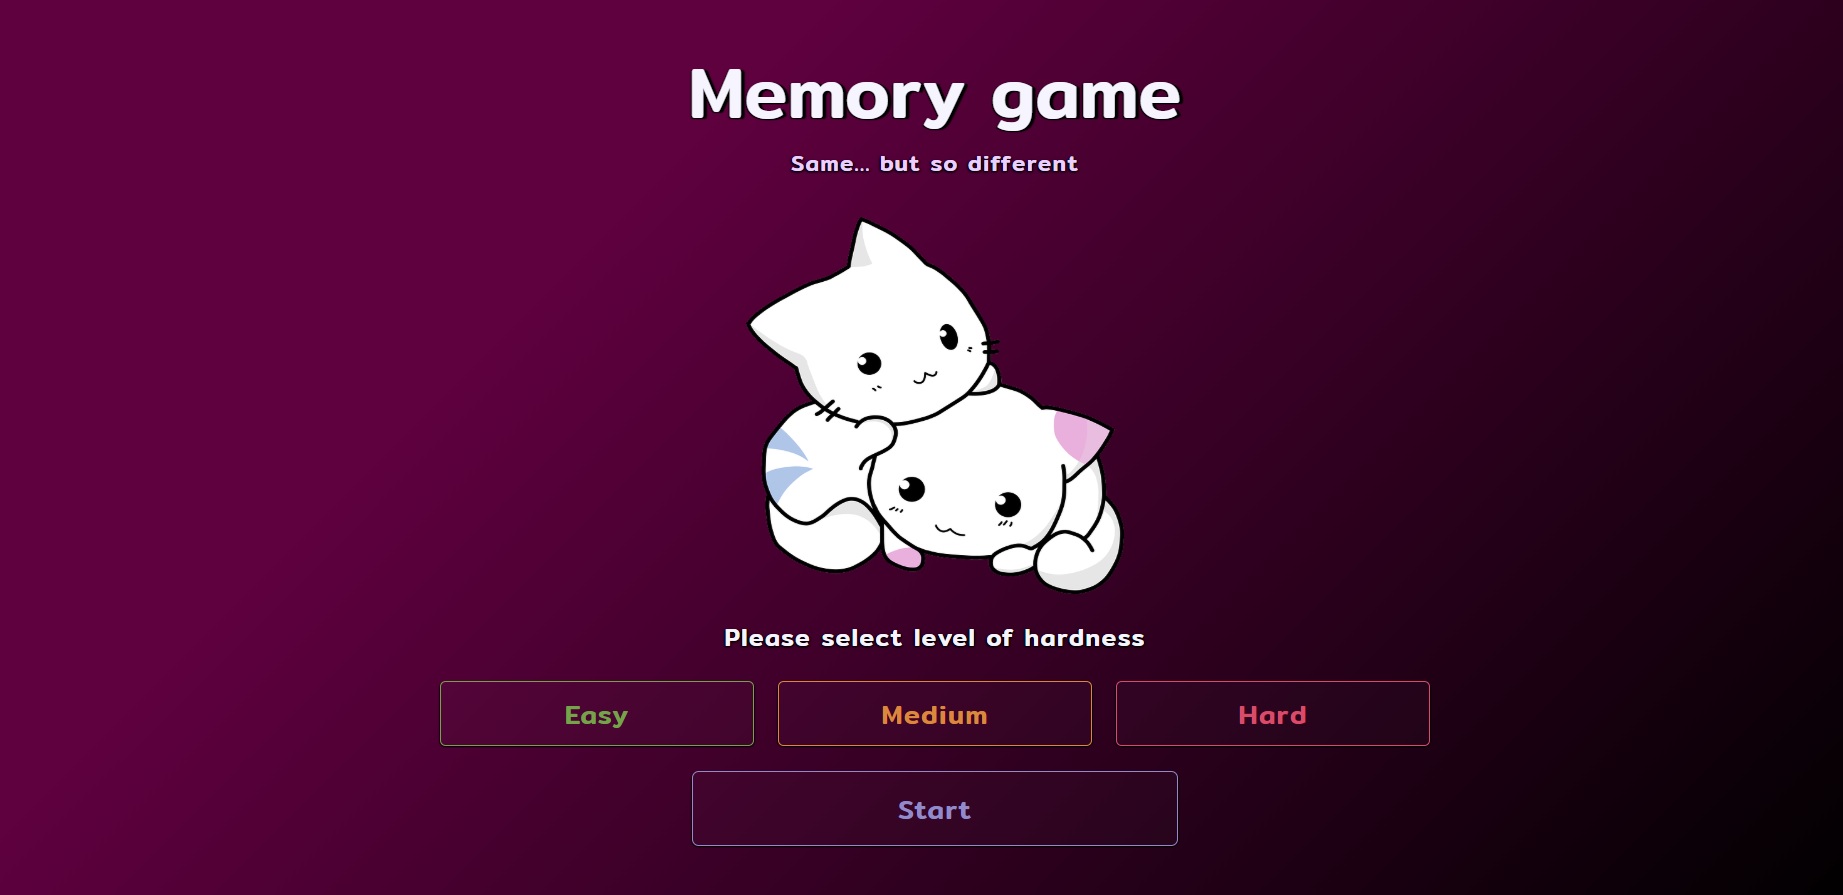 Memory game
Same... but so different
Please select level of hardness
Easy
Medium
Hard
Start